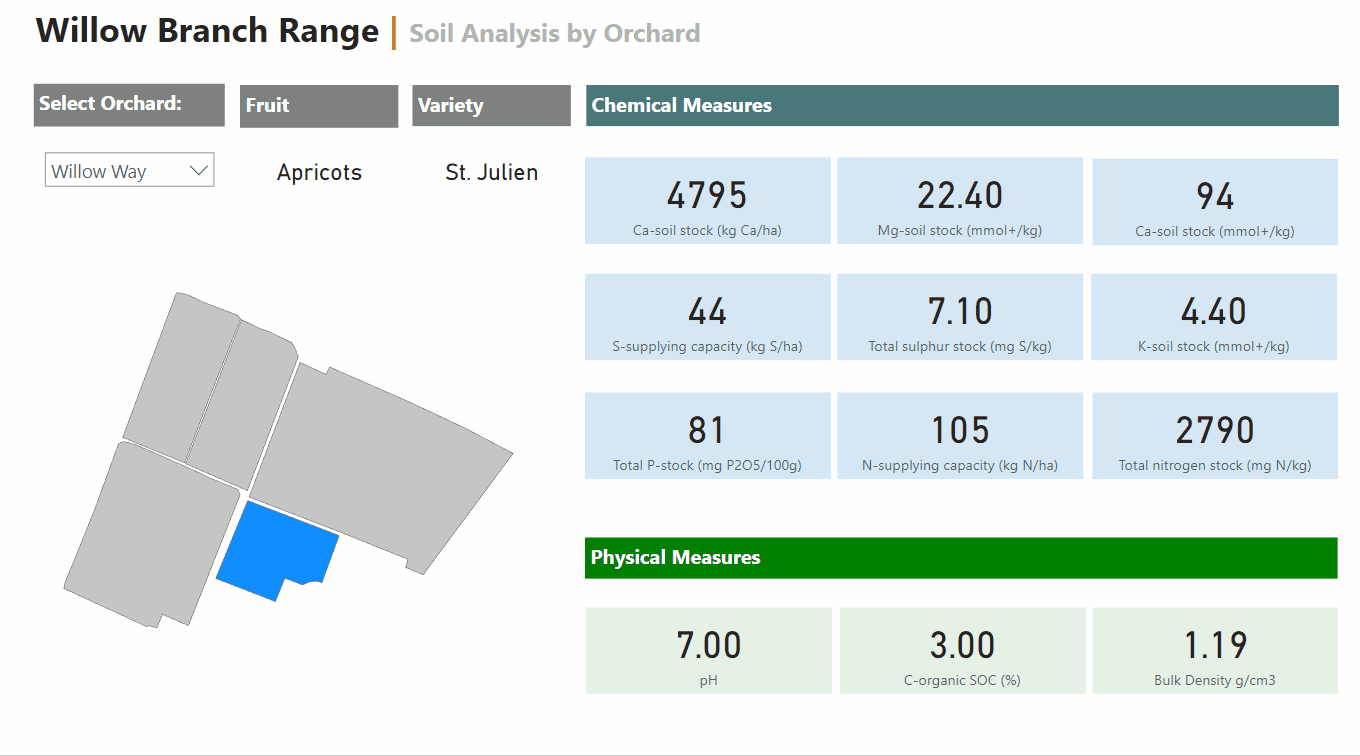 Willow Branch Range | Soil Analysis by Orchard
Select Orchard:
Fruit
Variety
Willow Way
Apricots
St. Julien
Chemical Measures
4795
Ca-soil stock (kg Ca/ha)
22.40
Mg-soil stock (mmol+/kg)
94
Ca-soil stock (mmol+/kg)
44
S-supplying capacity (kg S/ha)
7.10
Total sulphur stock (mg S/kg)
4.40
K-soil stock (mmol+/kg)
81
Total P-stock (mg P2O5/100g)
105
N-supplying capacity (kg N/ha)
2790
Total nitrogen stock (mg N/kg)
Physical Measures
7.00
pH
3.00
C-organic SOC (%)
1.19
Bulk Density g/cm3